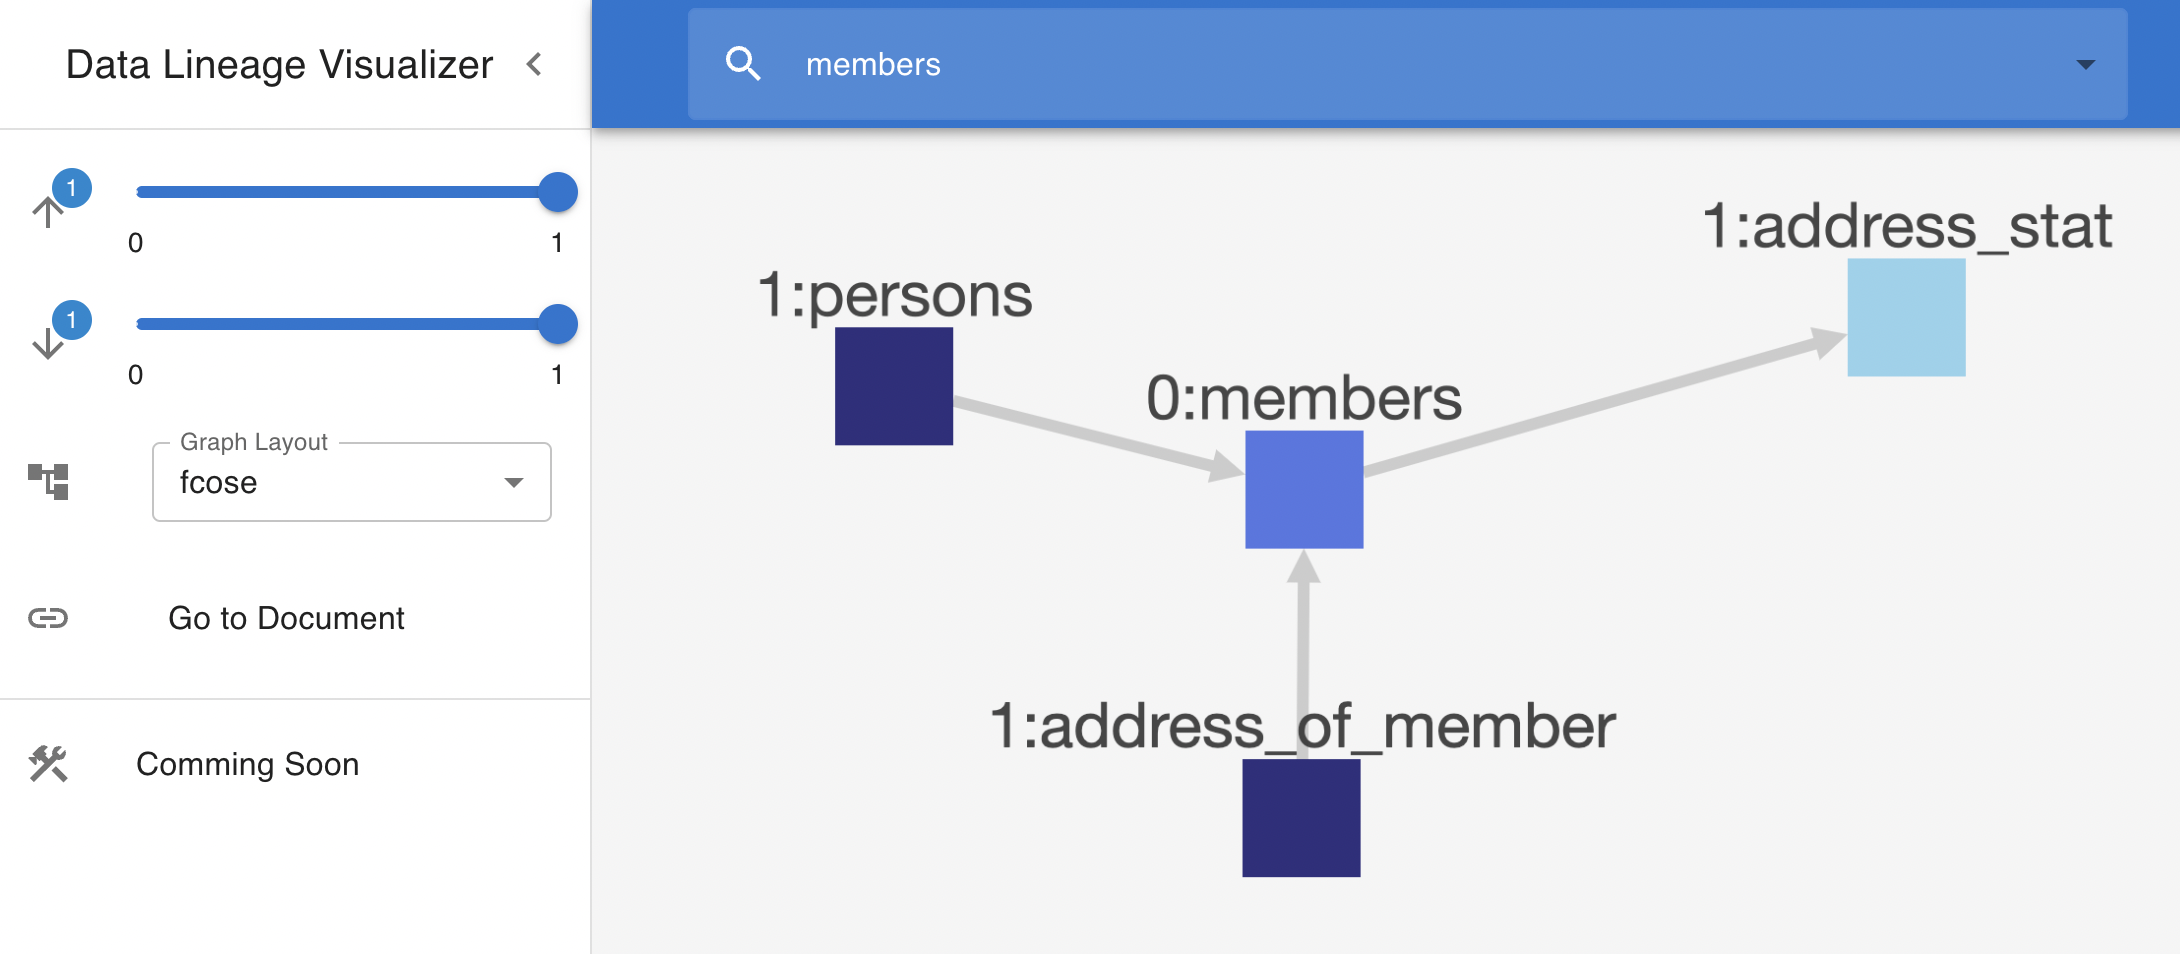 Data Lineage Visualizer
members
1
0 1
1
0 1
Graph Layout
fcose
Go to Document
Comming Soon
1:address_stat
1:persons
0:members
1:address_of_member